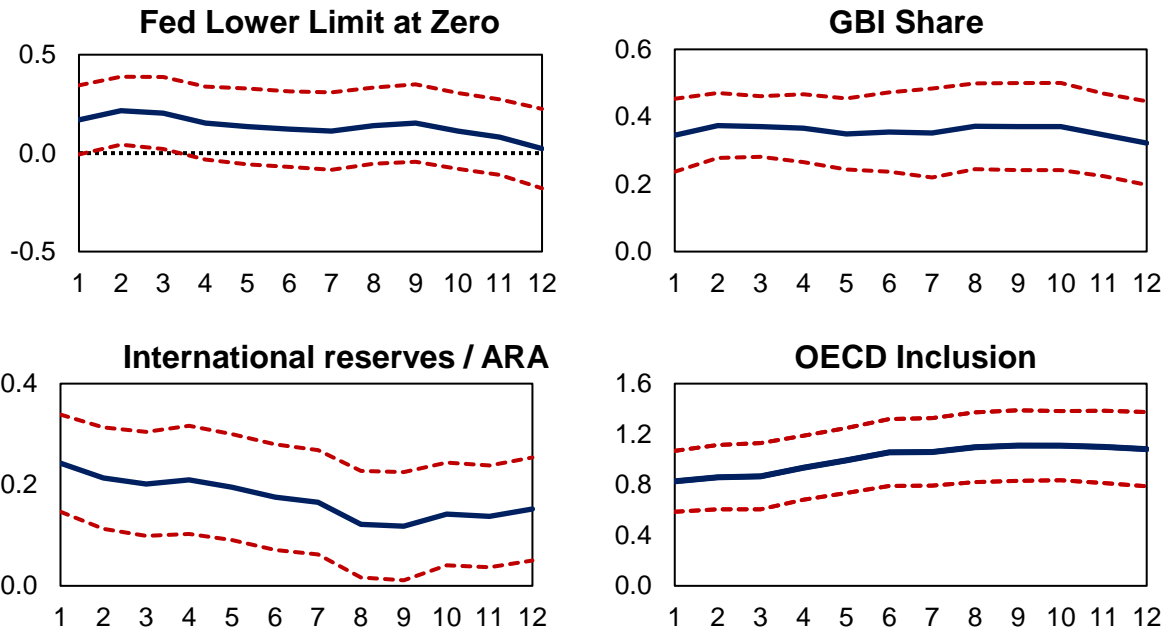 Fed Lower Limit at Zero
0.5
0.0
-0.5
1 2 3 4 5 6 7 8 9 10 11 12
GBI Share
0.6
0.4
0.2
0.0
1 2 3 4 5 6 7 8 9 10 11 12
International reserves / ARA
0.4
0.2
0.0
1 2 3 4 5 6 7 8 9 10 11 12
OECD Inclusion
1.6
1.2
0.8
0.4
0.0
1 2 3 4 5 6 7 8 9 10 11 12